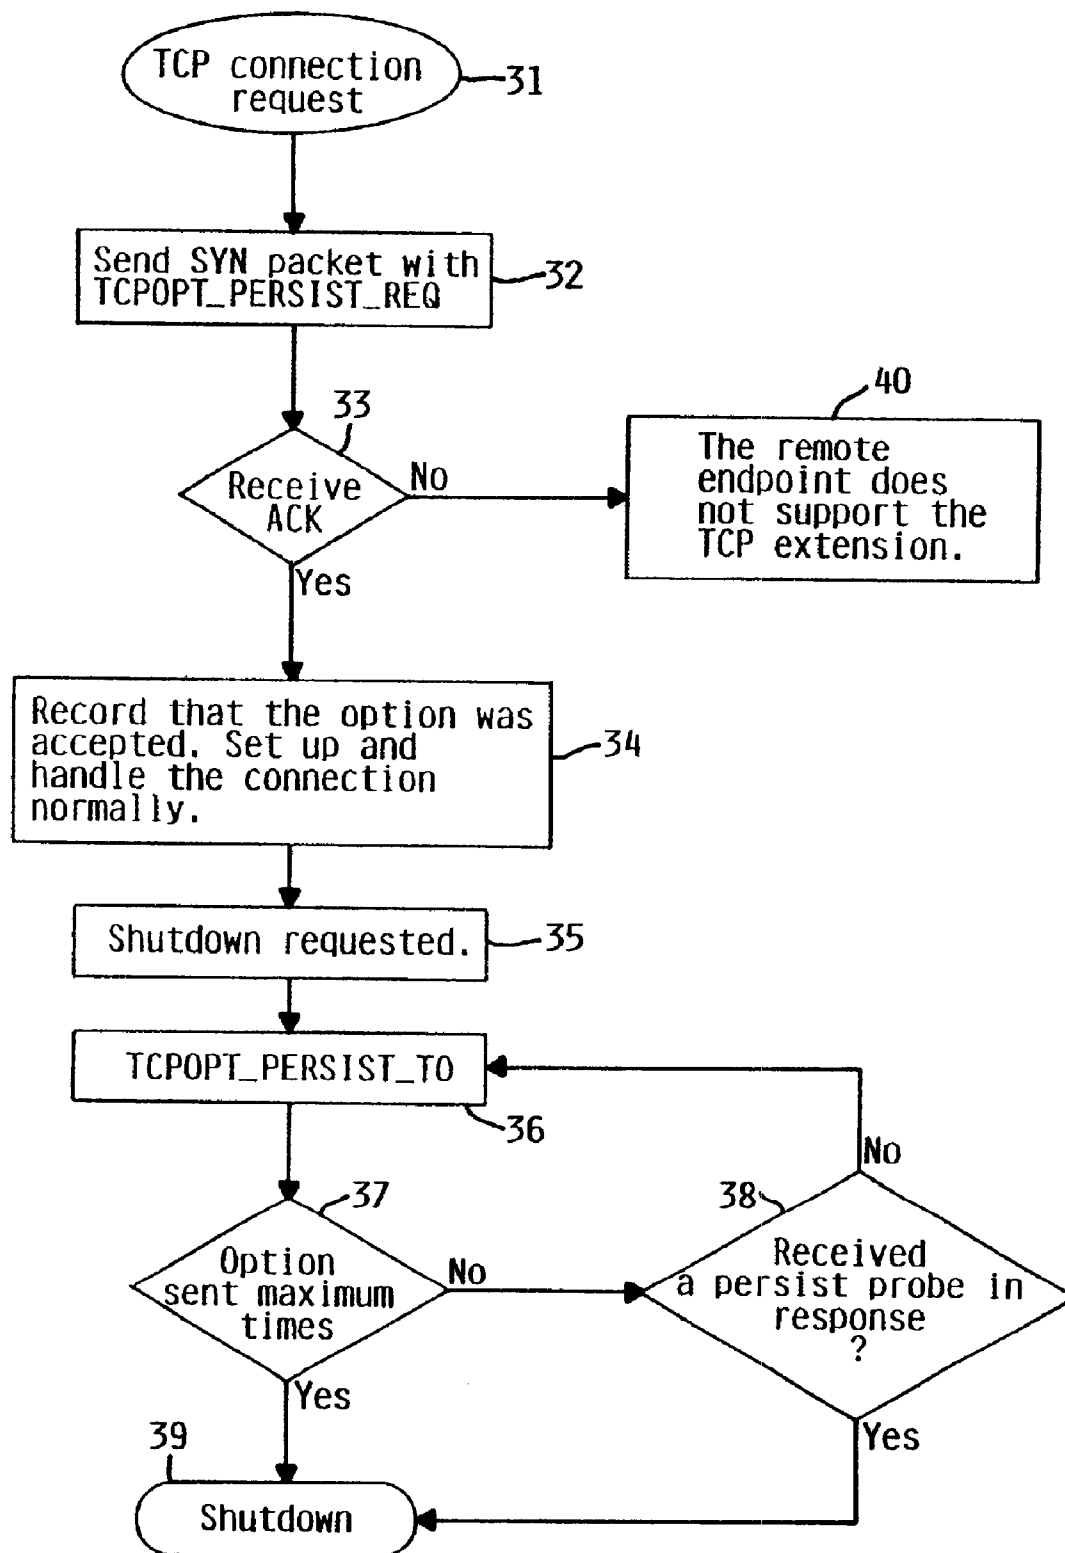 TCP connection
request
31
Send SYN packet with
TCPOPT_PERSIST_REQ
32
33
Receive
ACK
No
Yes
40
The remote
endpoint does
not support the
TCP extension.
Record that the option was
accepted. Set up and
handle the connection
normally.
34
Shutdown requested.
35
TCPOPT_PERSIST_TO
36
37
Option
sent maximum
times
No
Yes
38
Received
a persist probe in
response
?
No
Yes
39
Shutdown